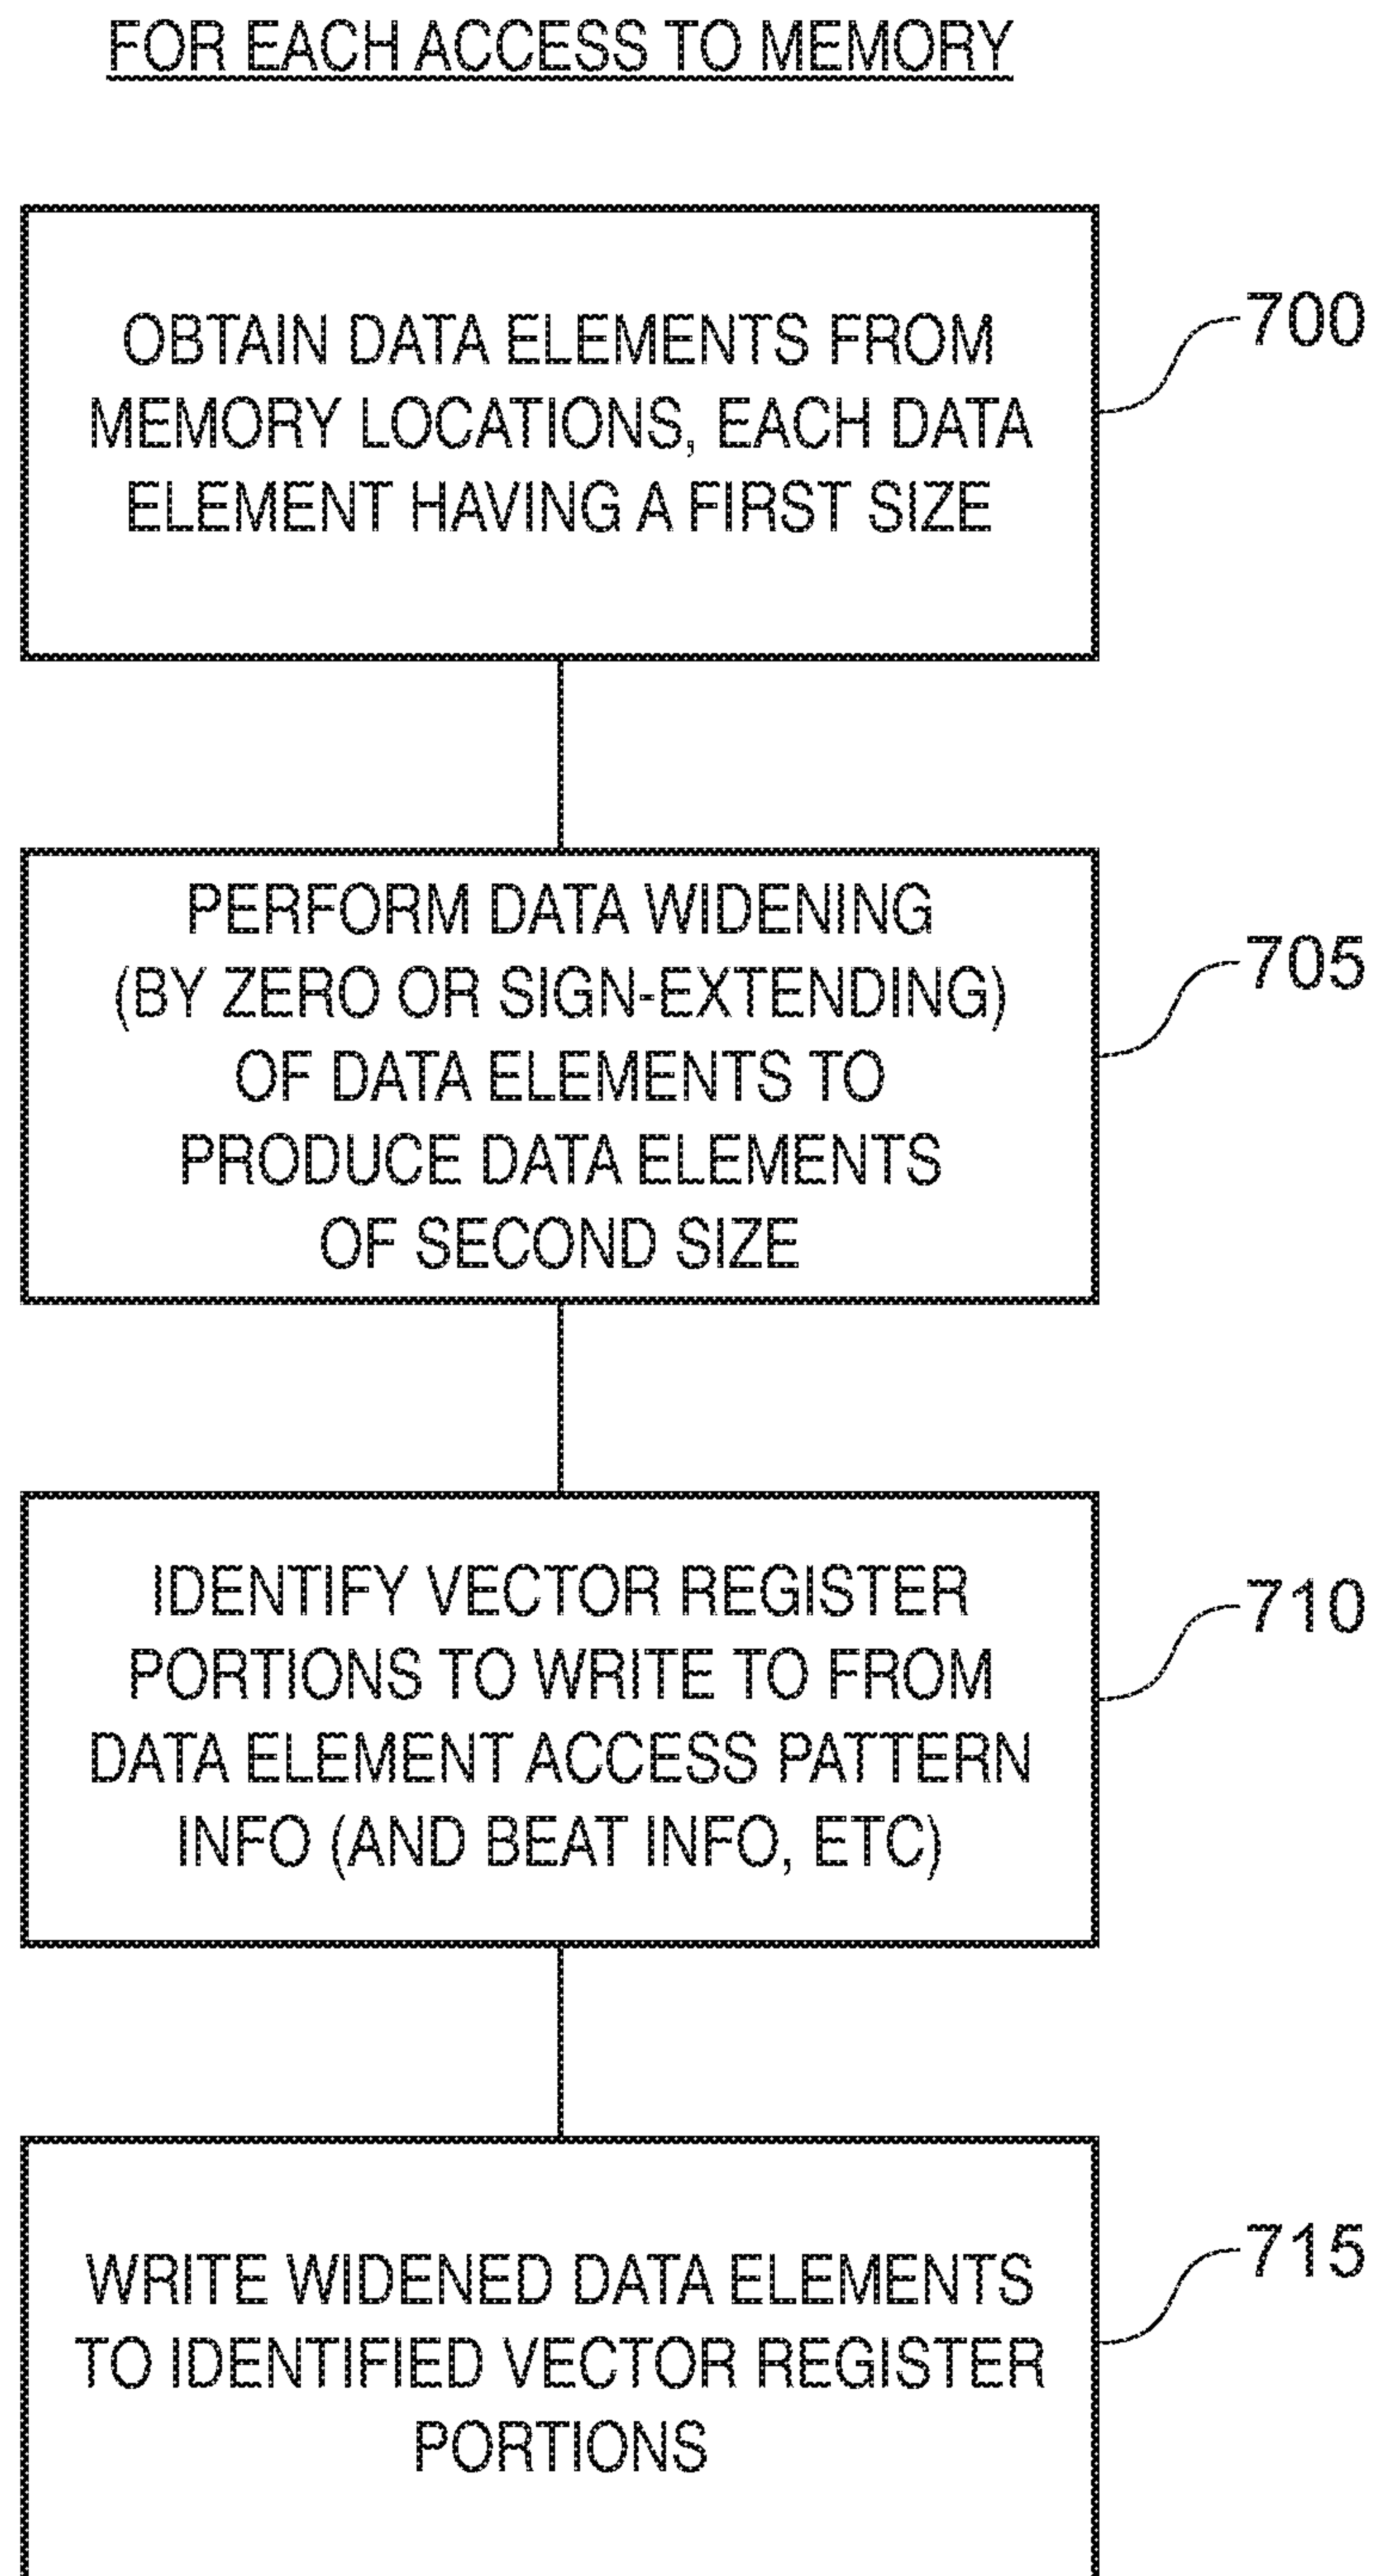 FOR EACH ACCESS TO MEMORY
OBTAIN DATA ELEMENTS FROM
MEMORY LOCATIONS, EACH DATA
ELEMENT HAVING A FIRST SIZE
700
PERFORM DATA WIDENING
(BY ZERO OR SIGN-EXTENDING)
OF DATA ELEMENTS TO
PRODUCE DATA ELEMENTS
OF SECOND SIZE
705
IDENTIFY VECTOR REGISTER
PORTIONS TO WRITE TO FROM
DATA ELEMENT ACCESS PATTERN
INFO (AND BEAT INFO, ETC)
710
WRITE WIDENED DATA ELEMENTS
TO IDENTIFIED VECTOR REGISTER
PORTIONS
715